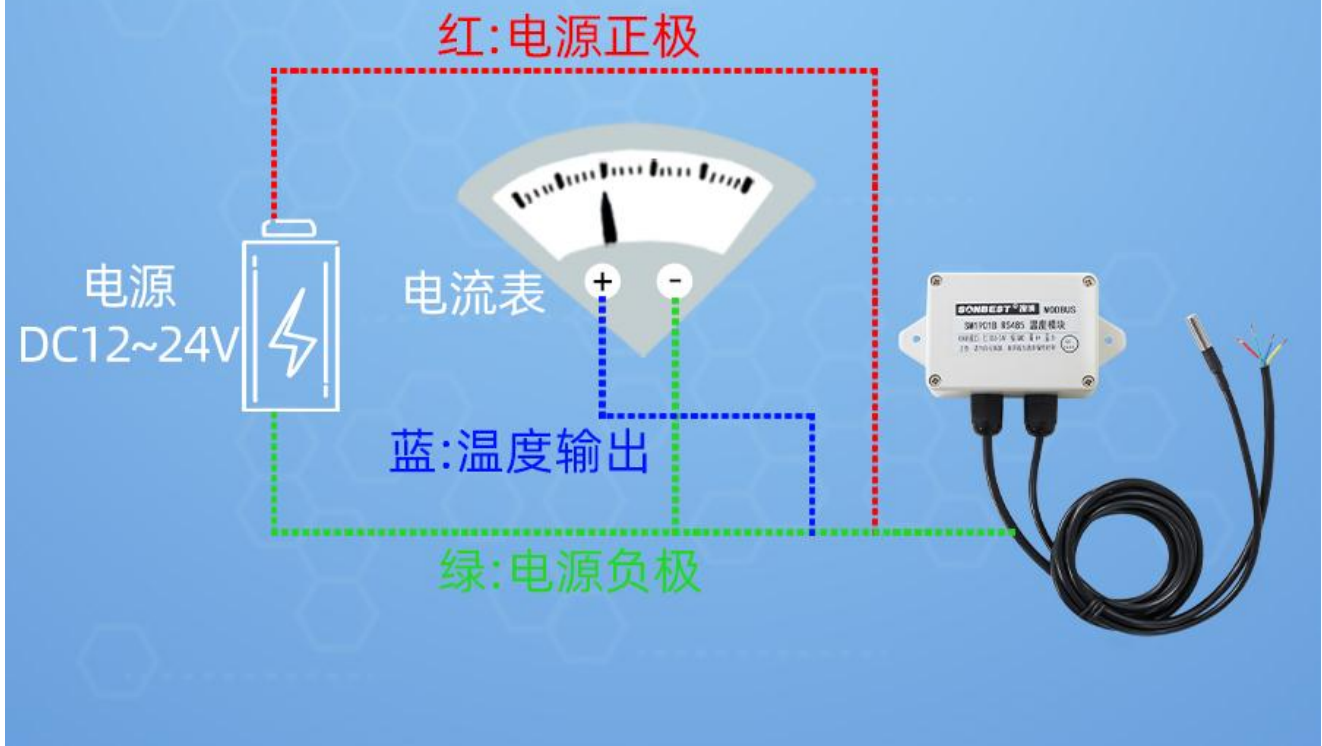 红:电源正极
电源
DC12~24V
电流表
+
-
SONBEST® MODBUS
RS485 温度模块
蓝:温度输出
绿:电源负极